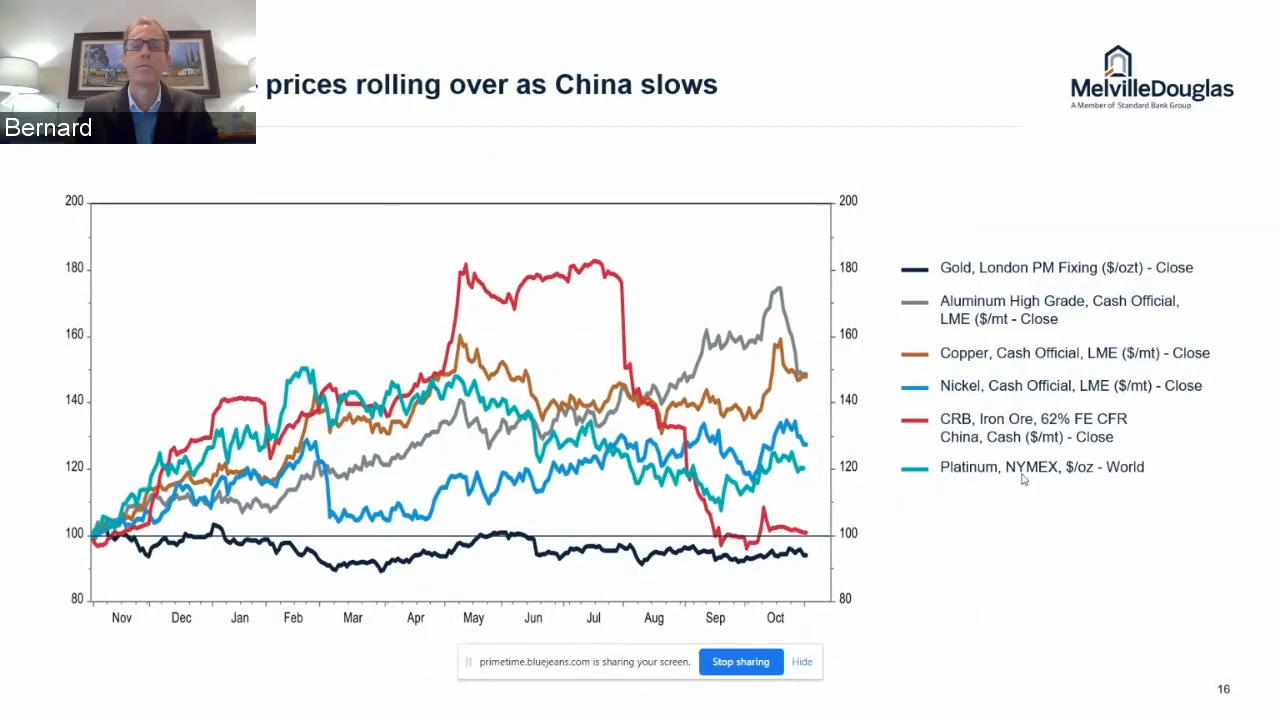 Bernard
- prices rolling over as China slows
MelvilleDouglas
A Member of Standard Bank Group
200
180
160
140
120
100
80
200
180
160
140
120
100
80
Nov Dec Jan Feb Mar Apr May Jun Jul Aug Sep Oct
Gold, London PM Fixing ($/ozt) - Close
Aluminum High Grade, Cash Official,
LME ($/mt - Close
Copper, Cash Official, LME ($/mt) - Close
Nickel, Cash Official, LME ($/mt) - Close
CRB, Iron Ore, 62% FE CFR
China, Cash ($/mt) - Close
Platinum, NYMEX, $/oz - World
primetime.bluejeans.com is sharing your screen. Stop sharing Hide
16